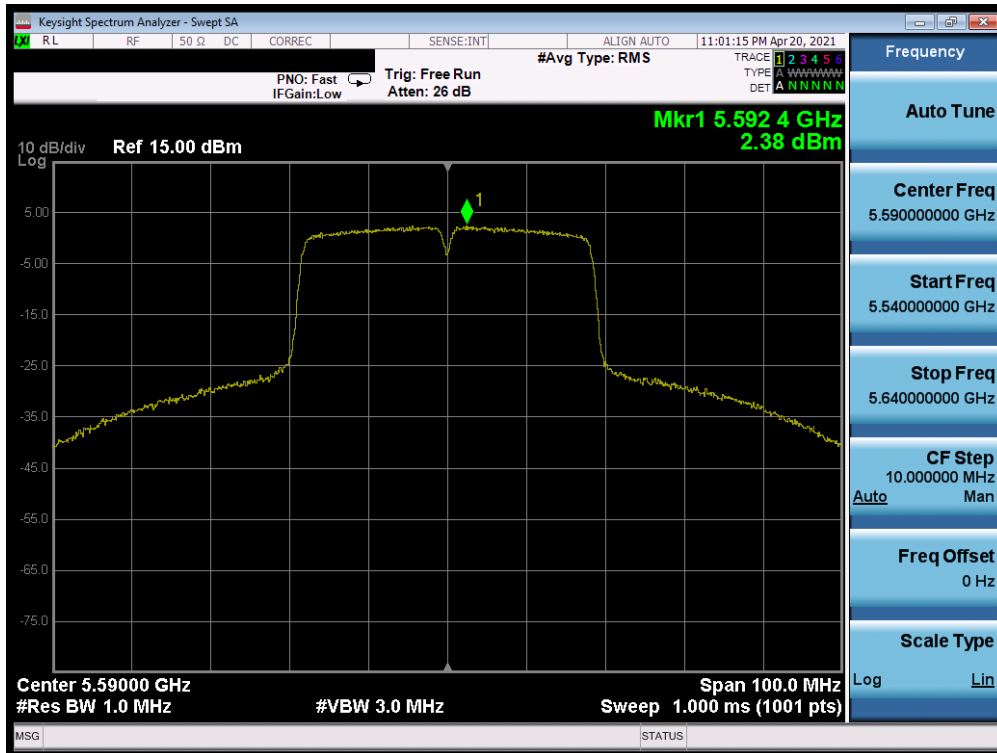 Keysight Spectrum Analyzer - Swept SA
LXI RL RF 50 Ω DC CORREC SENSE:INT ALIGN AUTO 11:01:15 PM Apr 20, 2021
Frequency
#Avg Type: RMS
TRACE 1 2 3 4 5 6
PNO: Fast Trig: Free Run
TYPE A WWWWW
IFGain:Low Atten: 26 dB
DET A N N N N N
Mkr1 5.592 4 GHz
2.38 dBm
10 dB/div Ref 15.00 dBm
Log
1
5.00
-5.00
-15.0
-25.0
-35.0
-45.0
-55.0
-65.0
-75.0
Center 5.59000 GHz Span 100.0 MHz
#Res BW 1.0 MHz #VBW 3.0 MHz Sweep 1.000 ms (1001 pts)
MSG STATUS
Auto Tune
Center Freq
5.590000000 GHz
Start Freq
5.540000000 GHz
Stop Freq
5.640000000 GHz
CF Step
10.000000 MHz
Auto Man
Freq Offset
0 Hz
Scale Type
Log Lin